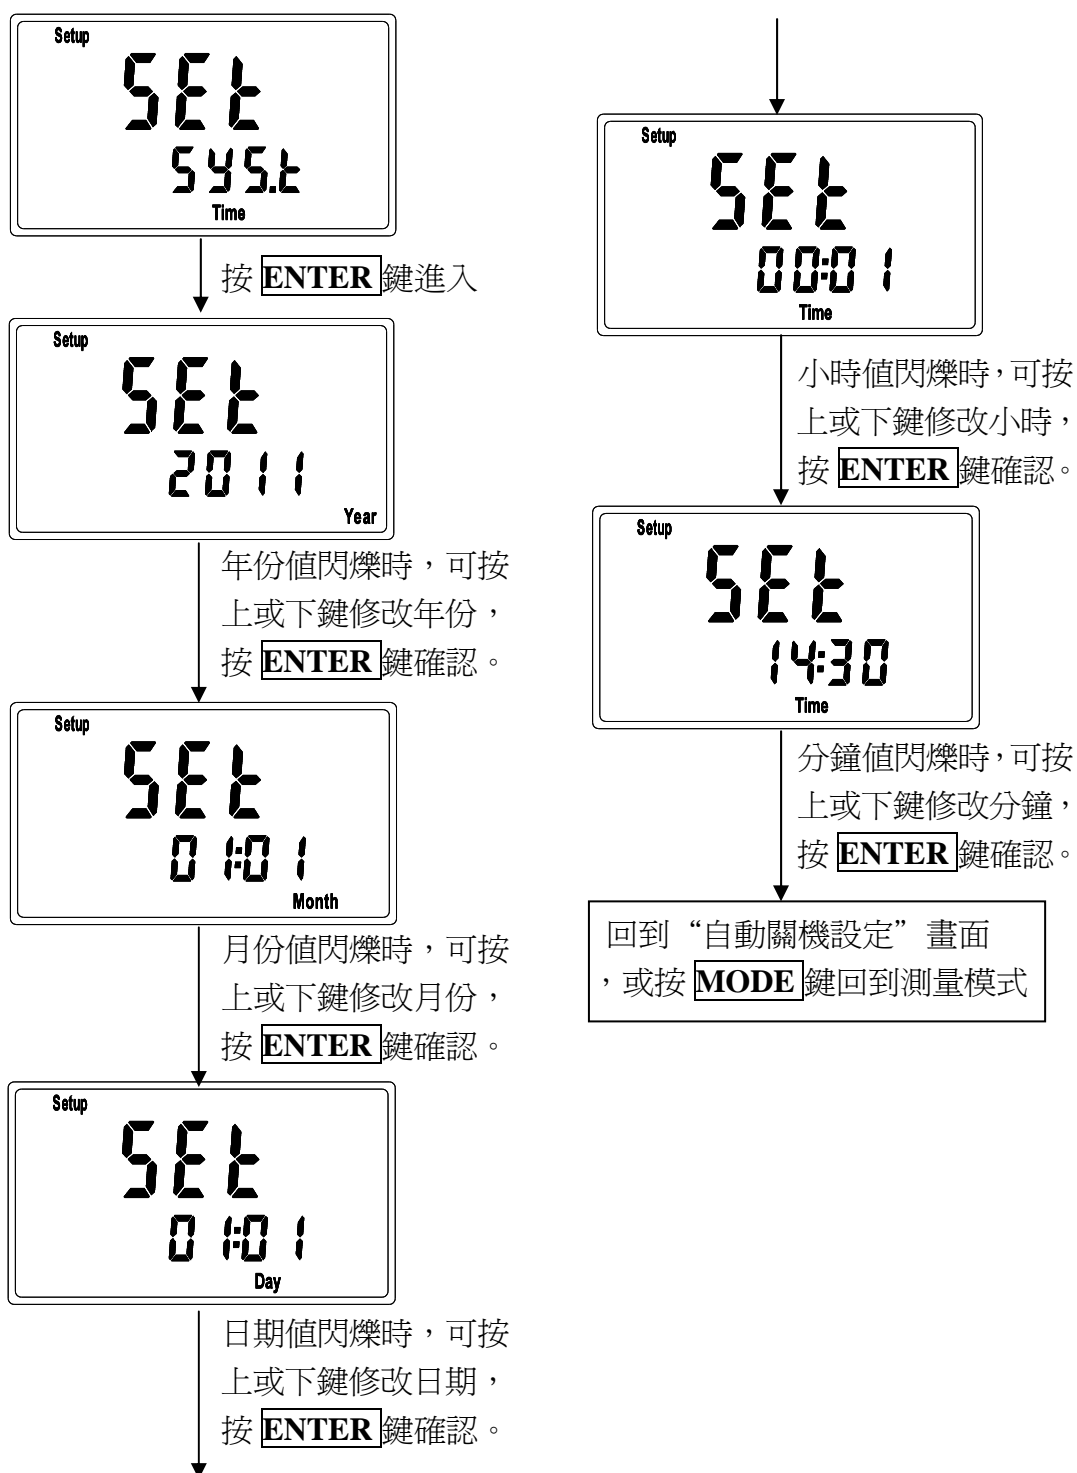 Setup
SEt
SYS.t
Time
按 ENTER 鍵進入
Setup
SEt
2011
Year
年份值閃爍時，可按
上或下鍵修改年份，
按 ENTER 鍵確認。
Setup
SEt
01:01
Month
月份值閃爍時，可按
上或下鍵修改月份，
按 ENTER 鍵確認。
Setup
SEt
01:01
Day
日期值閃爍時，可按
上或下鍵修改日期，
按 ENTER 鍵確認。
Setup
SEt
00:01
Time
小時值閃爍時，可按
上或下鍵修改小時，
按 ENTER 鍵確認。
Setup
SEt
14:30
Time
分鐘值閃爍時，可按
上或下鍵修改分鐘，
按 ENTER 鍵確認。
回到“自動關機設定”畫面
，或按 MODE 鍵回到測量模式